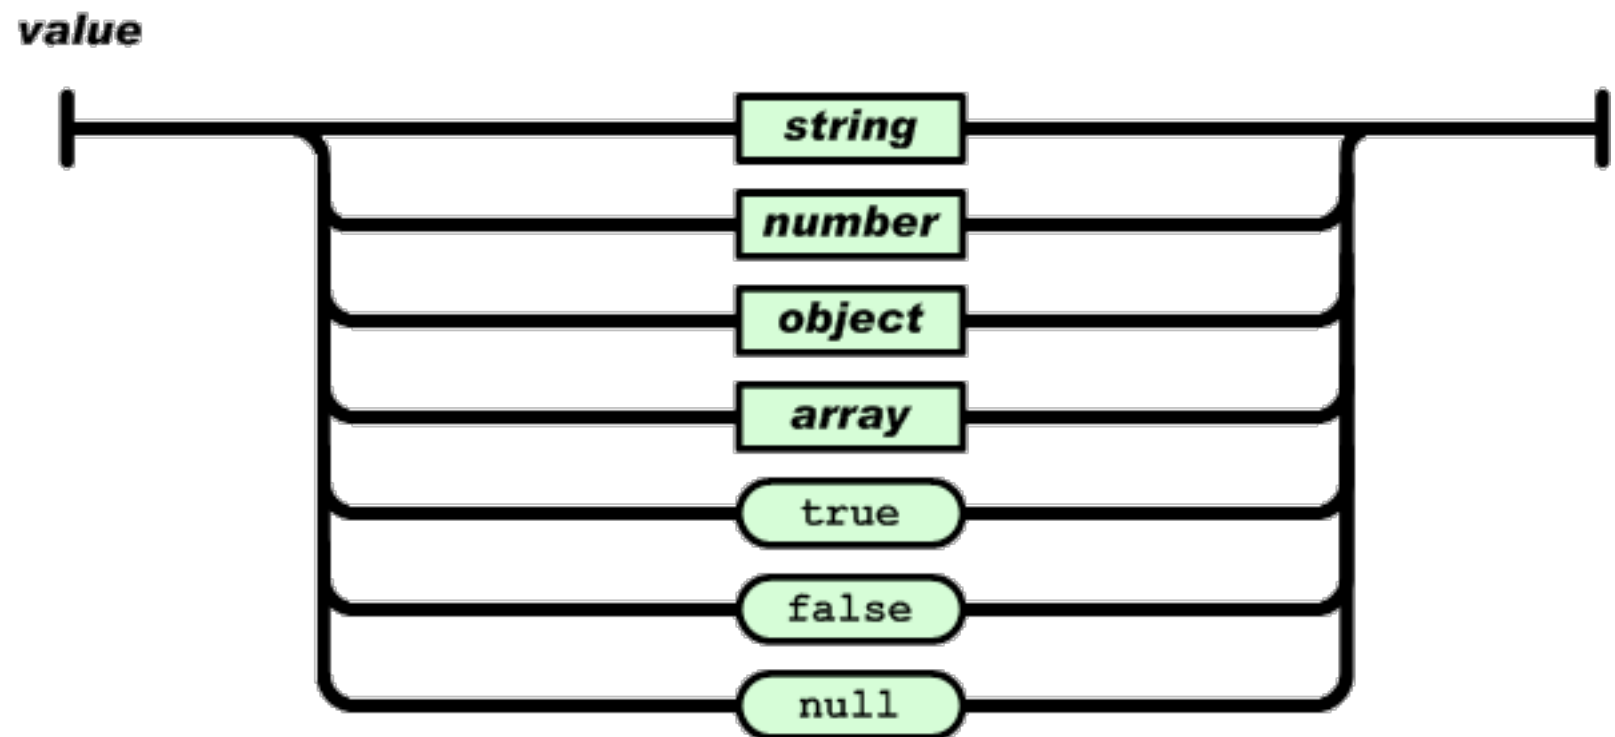 value
string
number
object
array
true
false
null